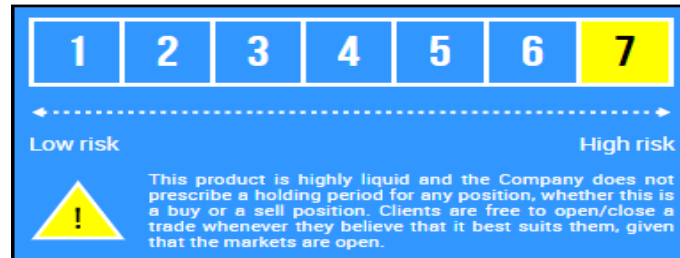 1 2 3 4 5 6 7
Low risk High risk
This product is highly liquid and the Company does not
prescribe a holding period for any position, whether this is
a buy or a sell position. Clients are free to open/close a
trade whenever they believe that it best suits them, given
that the markets are open.
!